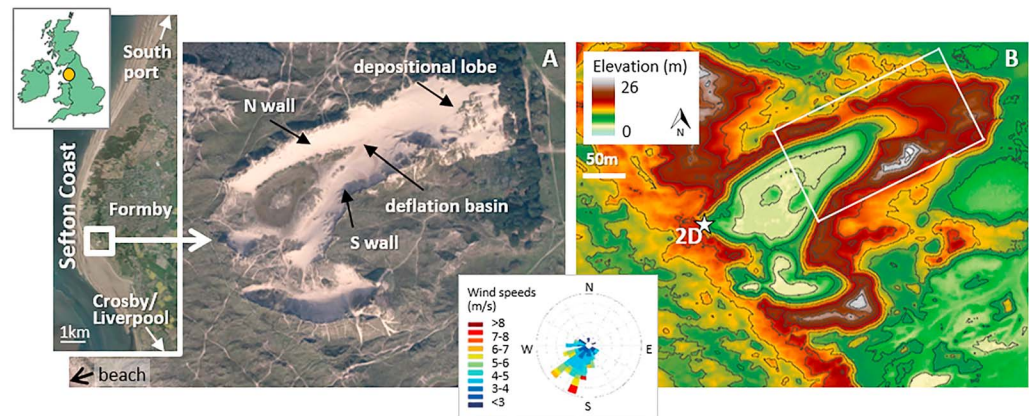 South
port
Sefton Coast
Formby
Crosby/
Liverpool
1km
beach
A
depositional lobe
N wall
deflation basin
S wall
Wind speeds
(m/s)
>8
7-8
6-7
5-6
4-5
3-4
<3
N
W
E
S
B
Elevation (m)
26
0
N
50m
2D